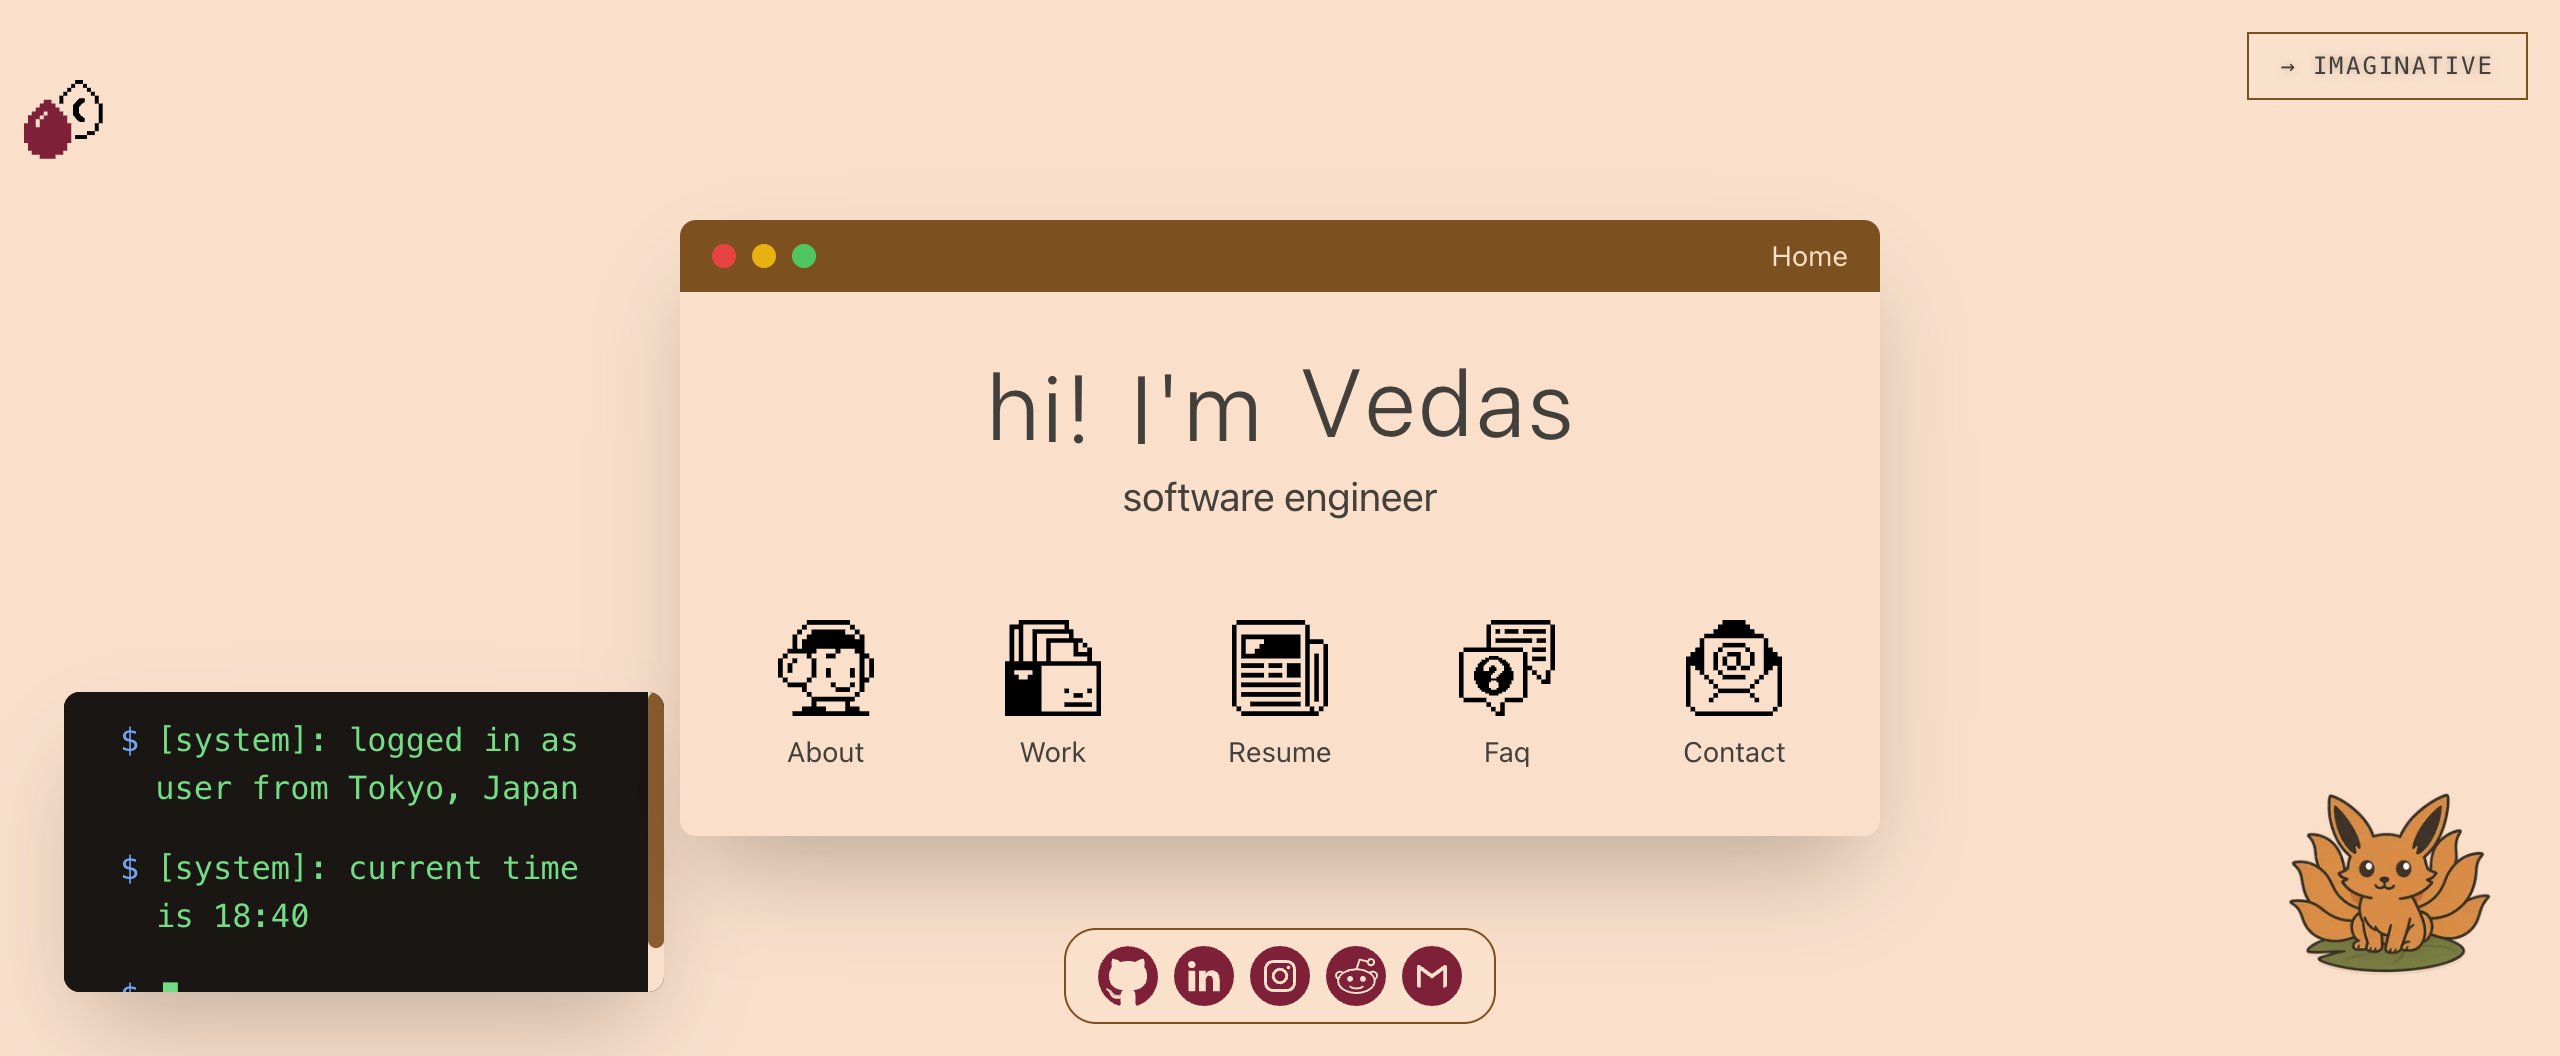 → IMAGINATIVE
Home
hi! I'm Vedas
software engineer
About
Work
Resume
Faq
Contact
$ [system]: logged in as
user from Tokyo, Japan
$ [system]: current time
is 18:40
$
in